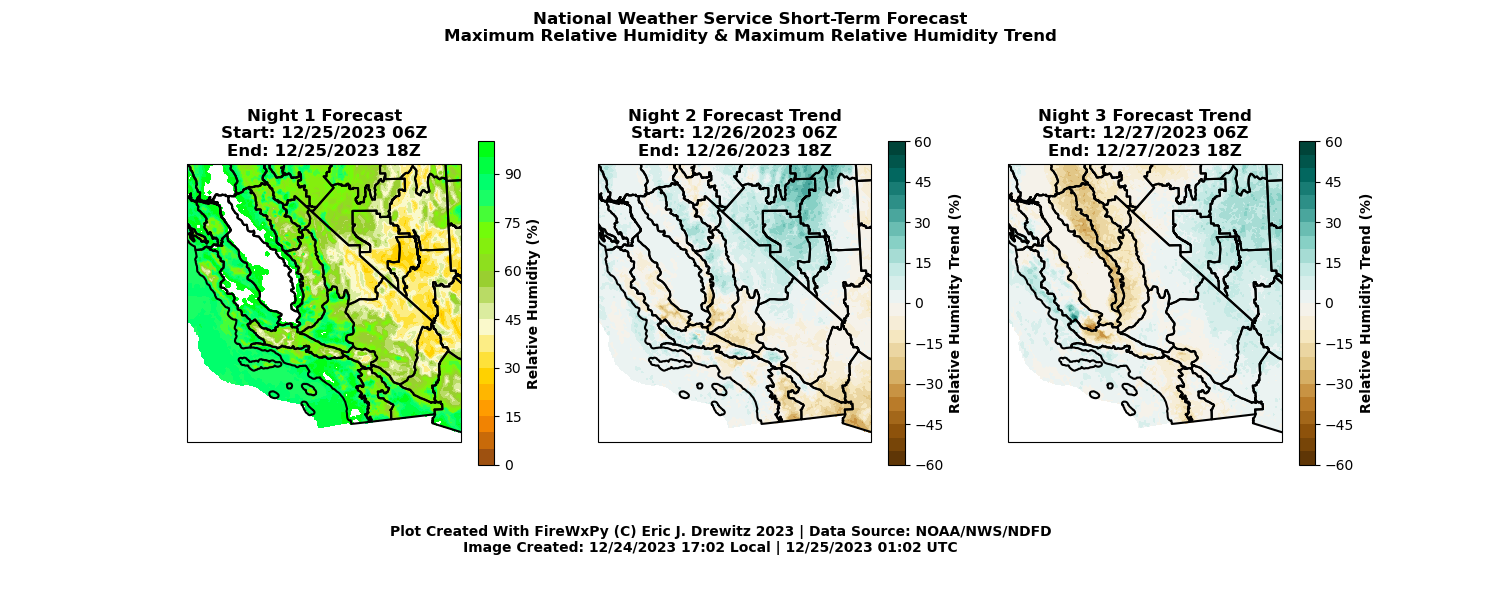 National Weather Service Short-Term Forecast
Maximum Relative Humidity & Maximum Relative Humidity Trend
Night 1 Forecast
Start: 12/25/2023 06Z
End: 12/25/2023 18Z
90
75
60
45
30
15
0
Relative Humidity (%)
Night 2 Forecast Trend
Start: 12/26/2023 06Z
End: 12/26/2023 18Z
60
45
30
15
0
−15
−30
−45
−60
Relative Humidity Trend (%)
Night 3 Forecast Trend
Start: 12/27/2023 06Z
End: 12/27/2023 18Z
60
45
30
15
0
−15
−30
−45
−60
Relative Humidity Trend (%)
Plot Created With FireWxPy (C) Eric J. Drewitz 2023 | Data Source: NOAA/NWS/NDFD
Image Created: 12/24/2023 17:02 Local | 12/25/2023 01:02 UTC